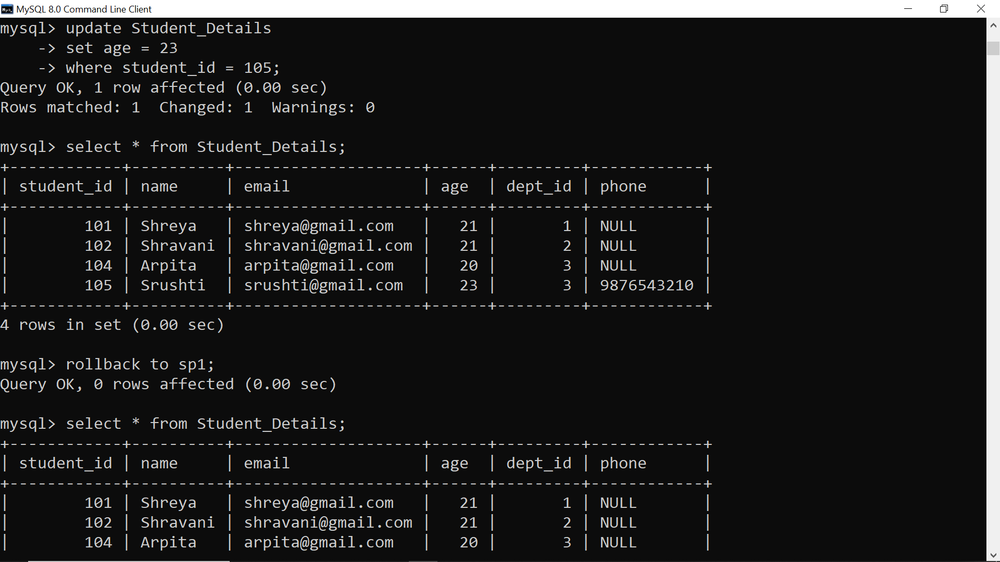 MySQL 8.0 Command Line Client
mysql> update Student_Details
    -> set age = 23
    -> where student_id = 105;
Query OK, 1 row affected (0.00 sec)
Rows matched: 1  Changed: 1  Warnings: 0

mysql> select * from Student_Details;
+------------+----------+--------------------+------+---------+------------+
| student_id | name     | email              | age  | dept_id | phone      |
+------------+----------+--------------------+------+---------+------------+
|        101 | Shreya   | shreya@gmail.com   |   21 |       1 | NULL       |
|        102 | Shravani | shravani@gmail.com |   21 |       2 | NULL       |
|        104 | Arpita   | arpita@gmail.com   |   20 |       3 | NULL       |
|        105 | Srushti  | srushti@gmail.com  |   23 |       3 | 9876543210 |
+------------+----------+--------------------+------+---------+------------+
4 rows in set (0.00 sec)

mysql> rollback to sp1;
Query OK, 0 rows affected (0.00 sec)

mysql> select * from Student_Details;
+------------+----------+--------------------+------+---------+------------+
| student_id | name     | email              | age  | dept_id | phone      |
+------------+----------+--------------------+------+---------+------------+
|        101 | Shreya   | shreya@gmail.com   |   21 |       1 | NULL       |
|        102 | Shravani | shravani@gmail.com |   21 |       2 | NULL       |
|        104 | Arpita   | arpita@gmail.com   |   20 |       3 | NULL       |